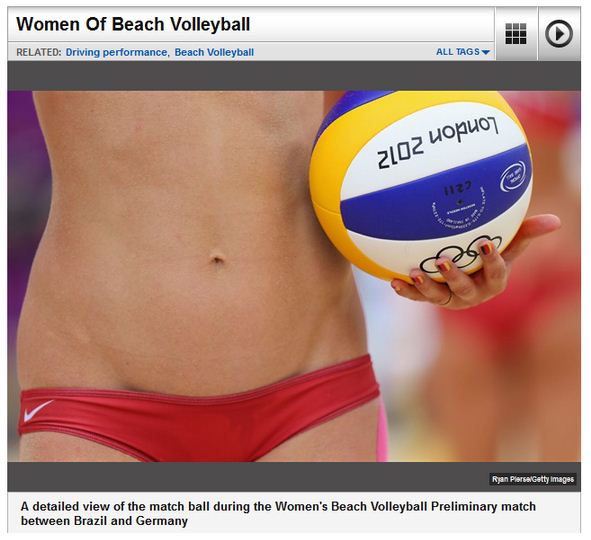 Women Of Beach Volleyball
RELATED: Driving performance, Beach Volleyball
ALL TAGS
London 2012
Ryan Pierse/Getty Images
A detailed view of the match ball during the Women's Beach Volleyball Preliminary match
between Brazil and Germany